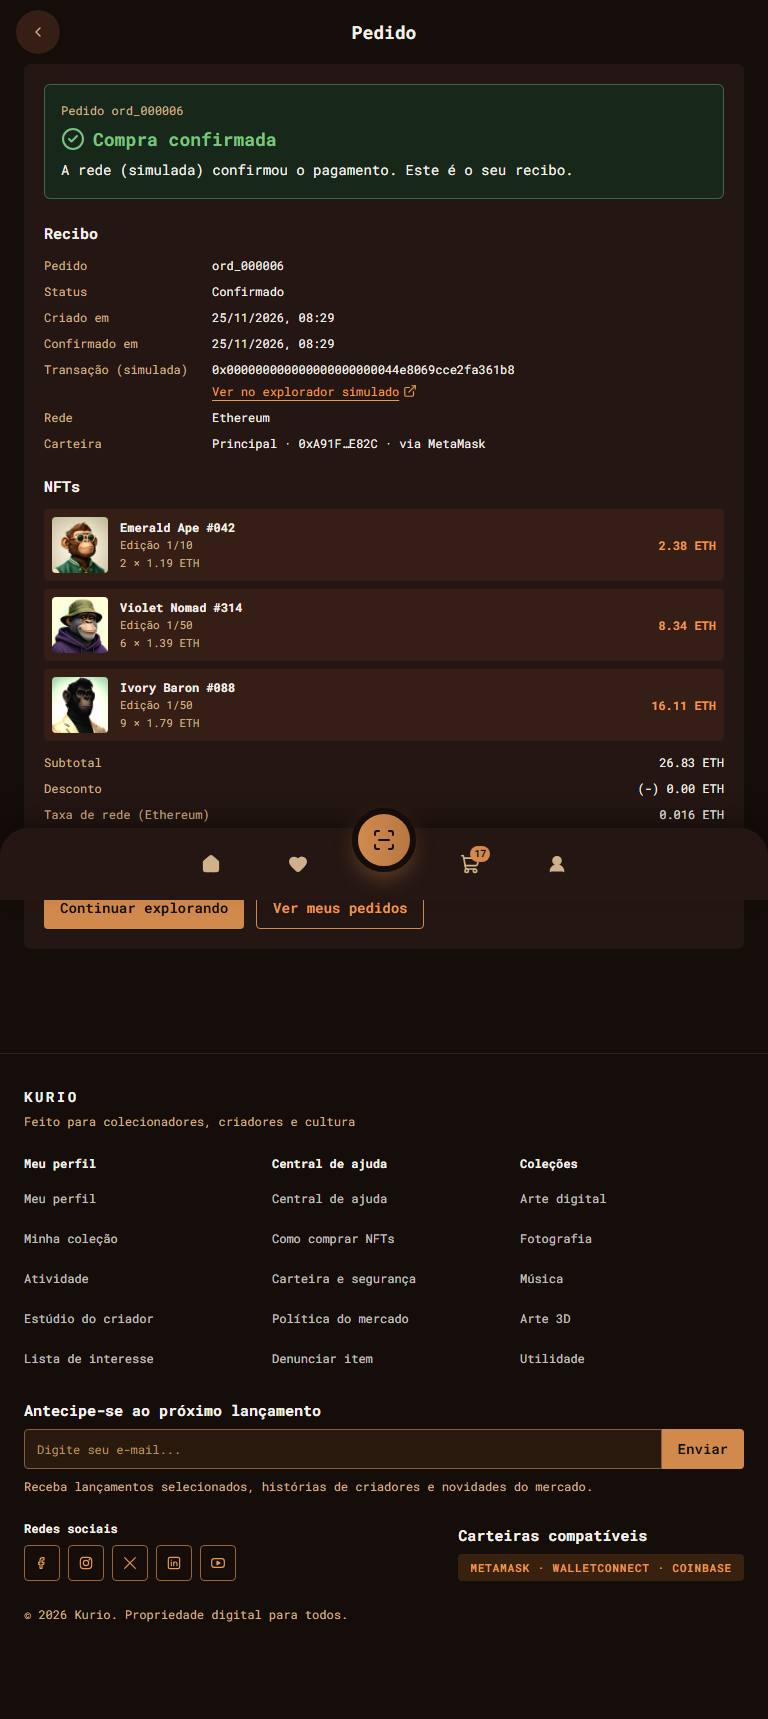 Pedido
Pedido ord_000006
Compra confirmada
A rede (simulada) confirmou o pagamento. Este é o seu recibo.
Recibo
Pedido ord_000006
Status Confirmado
Criado em 25/11/2026, 08:29
Confirmado em 25/11/2026, 08:29
Transação (simulada) 0x000000000000000000000044e8069cce2fa361b8
Ver no explorador simulado
Rede Ethereum
Carteira Principal · 0xA91F…E82C · via MetaMask
NFTs
Emerald Ape #042
Edição 1/10
2 × 1.19 ETH 2.38 ETH
Violet Nomad #314
Edição 1/50
6 × 1.39 ETH 8.34 ETH
Ivory Baron #088
Edição 1/50
9 × 1.79 ETH 16.11 ETH
Subtotal 26.83 ETH
Desconto (-) 0.00 ETH
Taxa de rede (Ethereum) 0.016 ETH
17
Continuar explorando Ver meus pedidos
KURIO
Feito para colecionadores, criadores e cultura
Meu perfil Central de ajuda Coleções
Meu perfil Central de ajuda Arte digital
Minha coleção Como comprar NFTs Fotografia
Atividade Carteira e segurança Música
Estúdio do criador Política do mercado Arte 3D
Lista de interesse Denunciar item Utilidade
Antecipe-se ao próximo lançamento
Digite seu e-mail... Enviar
Receba lançamentos selecionados, histórias de criadores e novidades do mercado.
Redes sociais Carteiras compatíveis
METAMASK · WALLETCONNECT · COINBASE
© 2026 Kurio. Propriedade digital para todos.